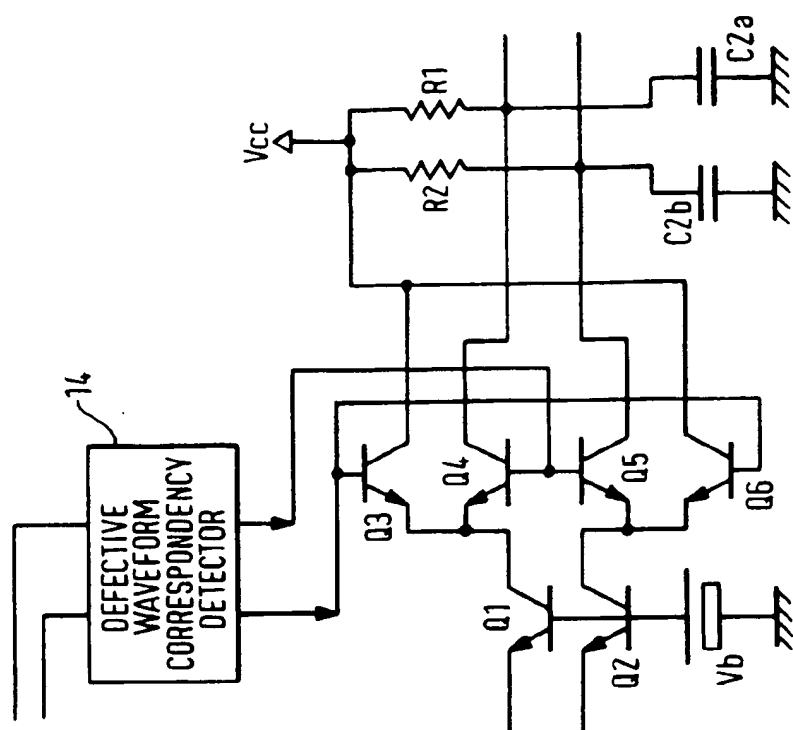 14
DEFECTIVE
WAVEFORM
CORRESPONDENCY
DETECTOR
Vcc
R1
R2
C2a
C2b
Q3
Q4
Q5
Q6
Q1
Q2
Vb